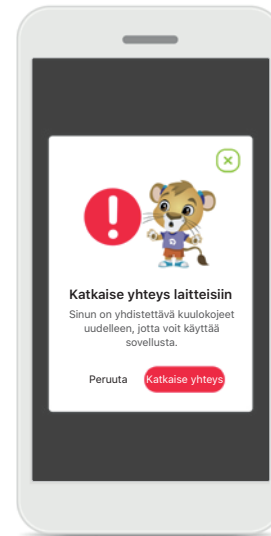 Katkaise yhteys laitteisiin
Sinun on yhdistettävä kuulokojeet
uudelleen, jotta voit käyttää
sovellusta.
Peruuta Katkaise yhteys